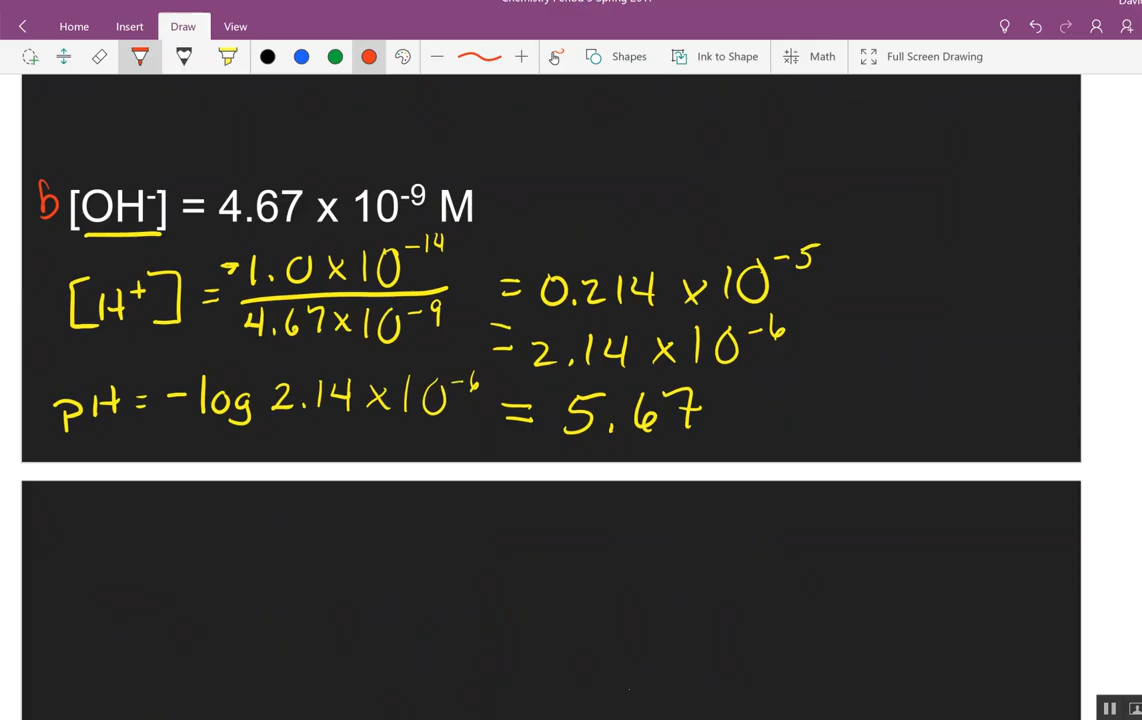 Home Insert Draw View
Shapes Ink to Shape Math Full Screen Drawing
b [OH-] = 4.67 x 10-9 M
[H+] = 1.0 x 10-14 / 4.67 x 10-9 = 0.214 x 10-5
= 2.14 x 10-6
pH = -log 2.14 x 10-6 = 5.67